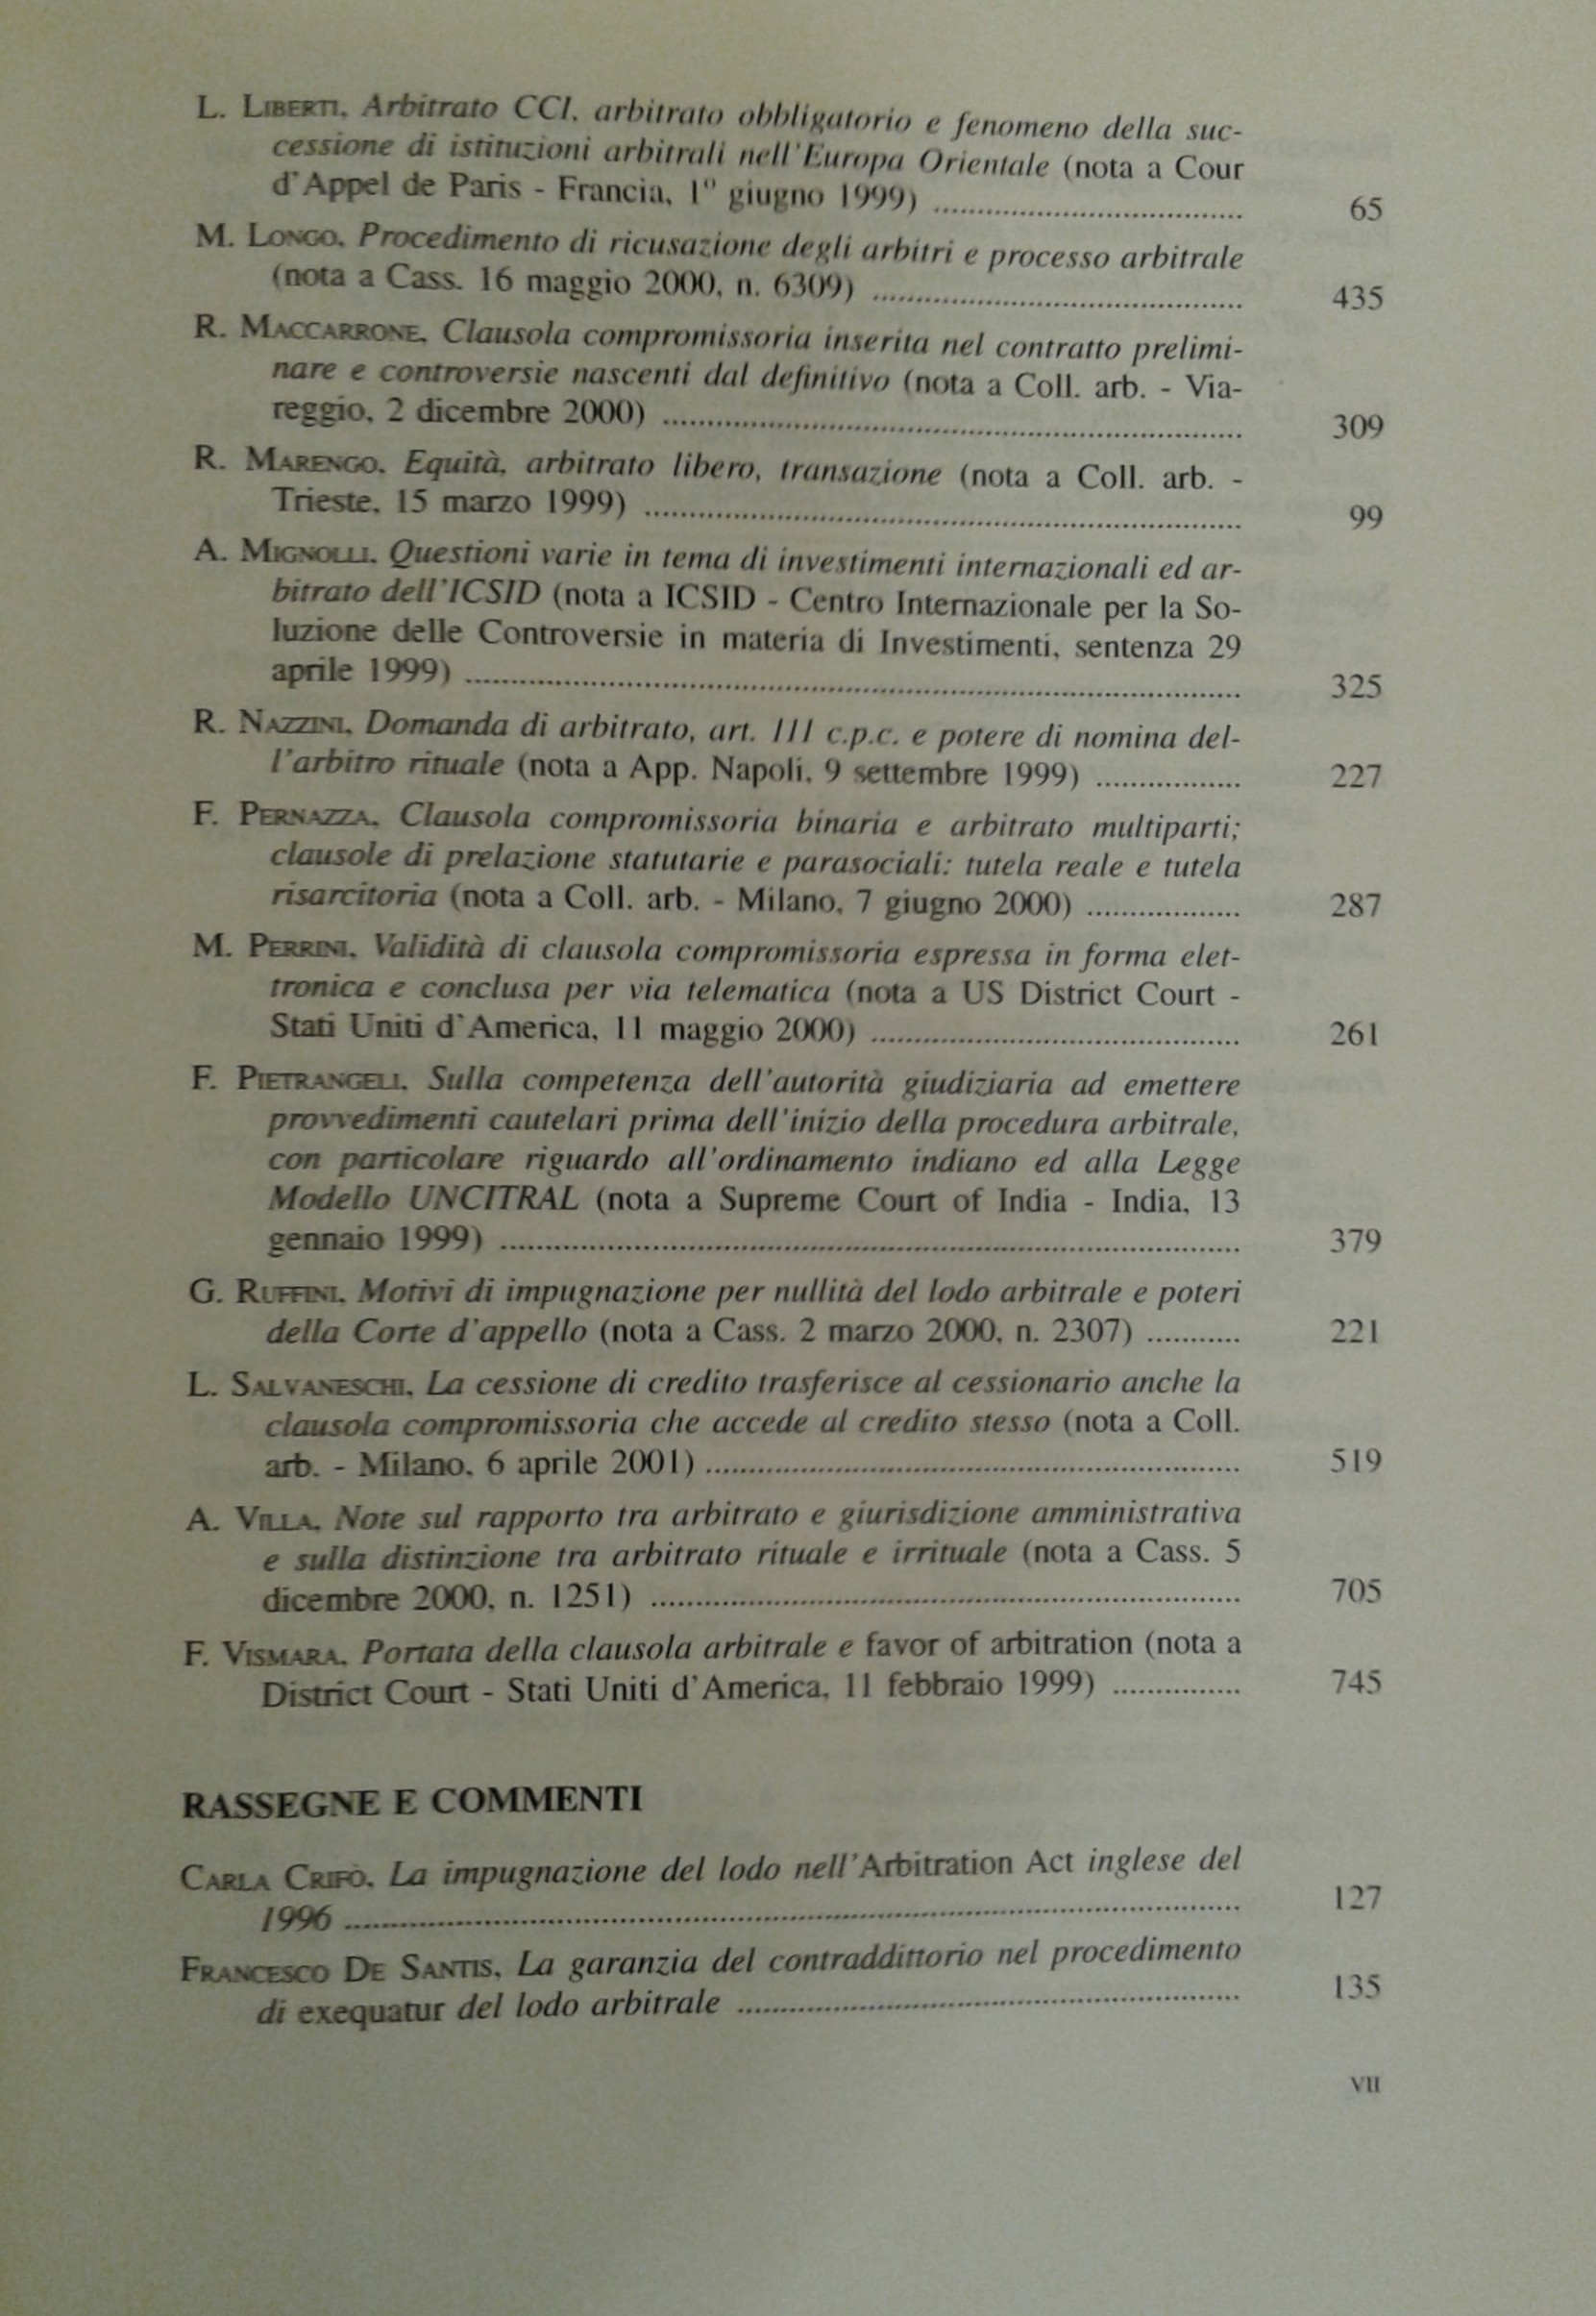 L. LIBERTI, Arbitrato CCI, arbitrato obbligatorio e fenomeno della suc-
cessione di istituzioni arbitrali nell'Europa Orientale (nota a Cour
d'Appel de Paris - Francia, 1º giugno 1999) ........ 65
M. LONGO, Procedimento di ricusazione degli arbitri e processo arbitrale
(nota a Cass. 16 maggio 2000, n. 6309) ........ 435
R. MACCARRONE, Clausola compromissoria inserita nel contratto prelimi-
nare e controversie nascenti dal definitivo (nota a Coll. arb. - Via-
reggio, 2 dicembre 2000) ........ 309
R. MARENGO, Equità, arbitrato libero, transazione (nota a Coll. arb. -
Trieste, 15 marzo 1999) ........ 99
A. MIGNOLLI, Questioni varie in tema di investimenti internazionali ed ar-
bitrato dell'ICSID (nota a ICSID - Centro Internazionale per la So-
luzione delle Controversie in materia di Investimenti, sentenza 29
aprile 1999) ........ 325
R. NAZZINI, Domanda di arbitrato, art. 111 c.p.c. e potere di nomina del-
l'arbitro rituale (nota a App. Napoli, 9 settembre 1999) ........ 227
F. PERNAZZA, Clausola compromissoria binaria e arbitrato multiparti;
clausole di prelazione statutarie e parasociali: tutela reale e tutela
risarcitoria (nota a Coll. arb. - Milano, 7 giugno 2000) ........ 287
M. PERRINI, Validità di clausola compromissoria espressa in forma elet-
tronica e conclusa per via telematica (nota a US District Court -
Stati Uniti d'America, 11 maggio 2000) ........ 261
F. PIETRANGELI, Sulla competenza dell'autorità giudiziaria ad emettere
provvedimenti cautelari prima dell'inizio della procedura arbitrale,
con particolare riguardo all'ordinamento indiano ed alla Legge
Modello UNCITRAL (nota a Supreme Court of India - India, 13
gennaio 1999) ........ 379
G. RUFFINI, Motivi di impugnazione per nullità del lodo arbitrale e poteri
della Corte d'appello (nota a Cass. 2 marzo 2000, n. 2307) ........ 221
L. SALVANESCHI, La cessione di credito trasferisce al cessionario anche la
clausola compromissoria che accede al credito stesso (nota a Coll.
arb. - Milano, 6 aprile 2001) ........ 519
A. VILLA, Note sul rapporto tra arbitrato e giurisdizione amministrativa
e sulla distinzione tra arbitrato rituale e irrituale (nota a Cass. 5
dicembre 2000, n. 1251) ........ 705
F. VISMARA, Portata della clausola arbitrale e favor of arbitration (nota a
District Court - Stati Uniti d'America, 11 febbraio 1999) ........ 745
RASSEGNE E COMMENTI
CARLA CRIFÒ, La impugnazione del lodo nell'Arbitration Act inglese del
1996 ........ 127
FRANCESCO DE SANTIS, La garanzia del contraddittorio nel procedimento
di exequatur del lodo arbitrale ........ 135
VII